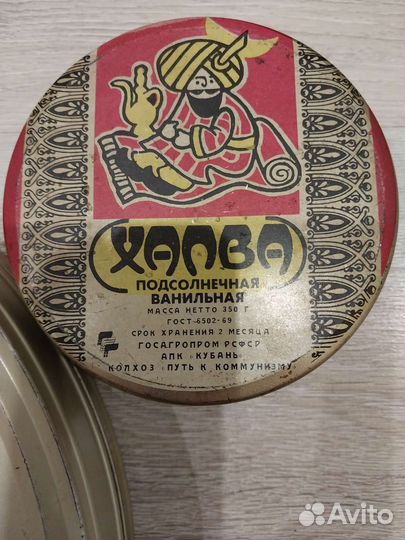 ХАЛВА
ПОДСОЛНЕЧНАЯ
ВАНИЛЬНАЯ
МАССА НЕТТО 350 Г
ГОСТ-6502-69
СРОК ХРАНЕНИЯ 2 МЕСЯЦА
ГОСАГРОПРОМ РСФСР
АПК «КУБАНЬ»
КОЛХОЗ «ПУТЬ К КОММУНИЗМУ»
Avito